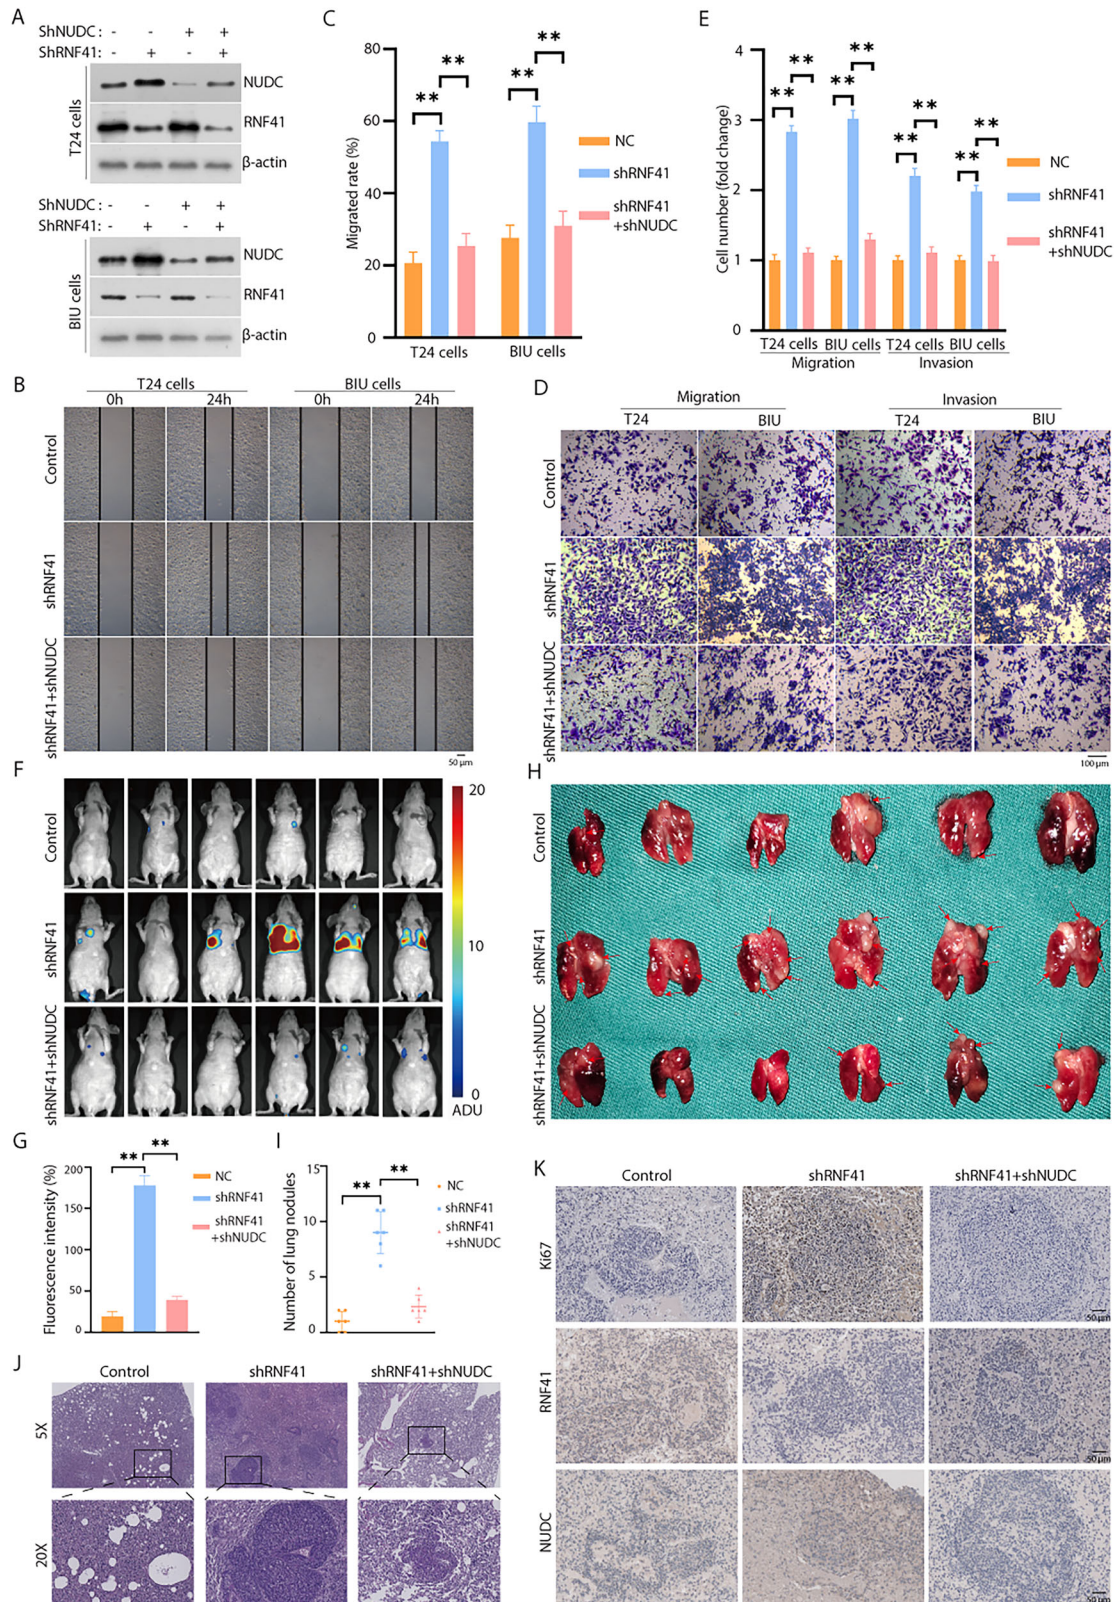 A
ShNUDC: - - + +
ShRNF41: - + - +
T24 cells
NUDC
RNF41
β-actin
ShNUDC: - - + +
ShRNF41: - + - +
BIU cells
NUDC
RNF41
β-actin
C
Migrated rate (%)
80
60
40
20
0
** ** ** **
T24 cells BIU cells
NC
shRNF41
shRNF41
+shNUDC
E
Cell number (fold change)
4
3
2
1
0
** ** ** ** ** ** ** **
T24 cells BIU cells T24 cells BIU cells
Migration Invasion
NC
shRNF41
shRNF41
+shNUDC
B
T24 cells BIU cells
0h 24h 0h 24h
Control
shRNF41
shRNF41+shNUDC
50 μm
D
Migration Invasion
T24 BIU T24 BIU
Control
shRNF41
shRNF41+shNUDC
100 μm
F
Control
shRNF41
shRNF41+shNUDC
20
10
0
ADU
H
Control
shRNF41
shRNF41+shNUDC
G
Fluorescence intensity (%)
200
150
100
50
0
** **
NC
shRNF41
shRNF41
+shNUDC
I
Number of lung nodules
15
10
5
0
** **
NC
shRNF41
shRNF41
+shNUDC
J
Control shRNF41 shRNF41+shNUDC
5X
20X
K
Control shRNF41 shRNF41+shNUDC
Ki67
50 μm
RNF41
50 μm
NUDC
50 μm